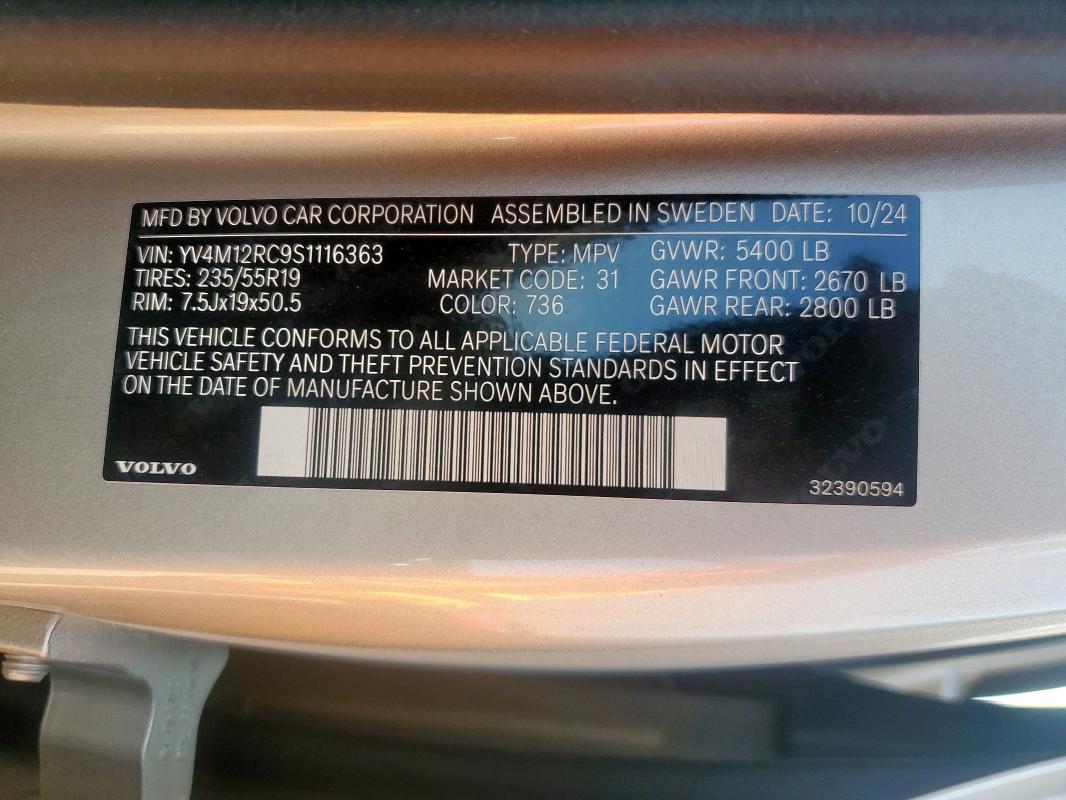 MFD BY VOLVO CAR CORPORATION ASSEMBLED IN SWEDEN DATE: 10/24
VIN: YV4M12RC9S1116363 TYPE: MPV GVWR: 5400 LB
TIRES: 235/55R19 MARKET CODE: 31 GAWR FRONT: 2670 LB
RIM: 7.5Jx19x50.5 COLOR: 736 GAWR REAR: 2800 LB
THIS VEHICLE CONFORMS TO ALL APPLICABLE FEDERAL MOTOR
VEHICLE SAFETY AND THEFT PREVENTION STANDARDS IN EFFECT
ON THE DATE OF MANUFACTURE SHOWN ABOVE.
VOLVO
32390594